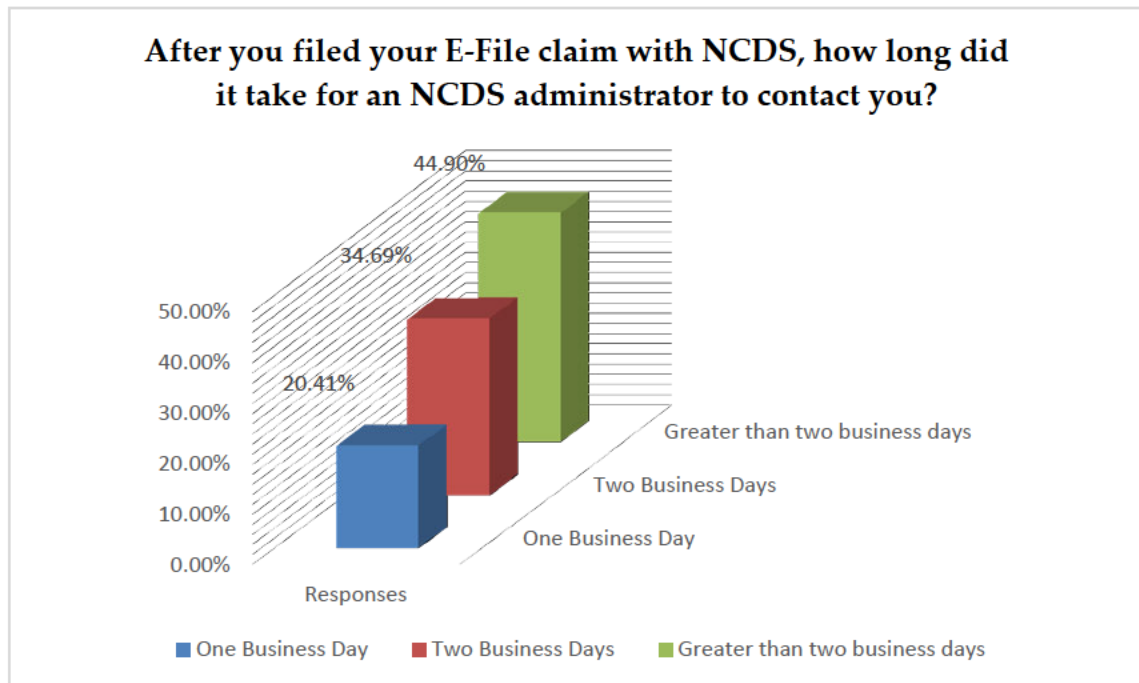 After you filed your E-File claim with NCDS, how long did
it take for an NCDS administrator to contact you?
44.90%
34.69%
20.41%
50.00%
40.00%
30.00%
20.00%
10.00%
0.00%
Greater than two business days
Two Business Days
One Business Day
Responses
One Business Day Two Business Days Greater than two business days